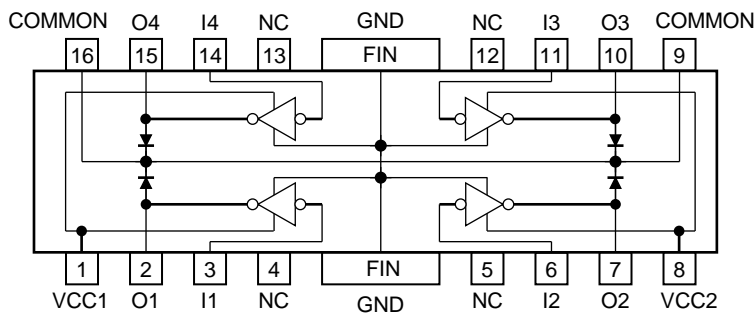 COMMON O4 I4 NC GND NC I3 O3 COMMON
16 15 14 13 FIN 12 11 10 9
1 2 3 4 FIN 5 6 7 8
VCC1 O1 I1 NC GND NC I2 O2 VCC2